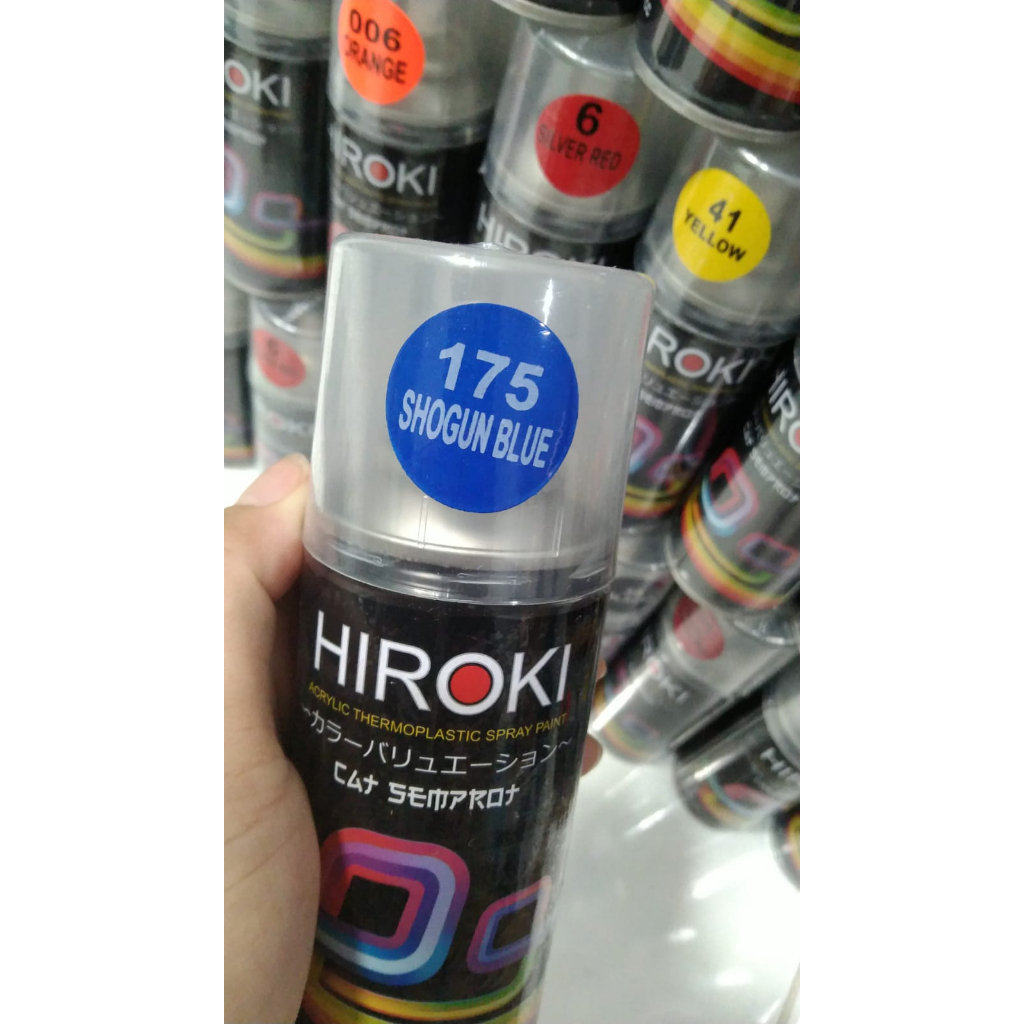 006
ORANGE
6
SILVER RED
41
YELLOW
HIROKI
HIROKI
175
SHOGUN BLUE
HIROKI
ACRYLIC THERMOPLASTIC SPRAY PAINT
~カラーバリュエーション~
CAT SEMPROT